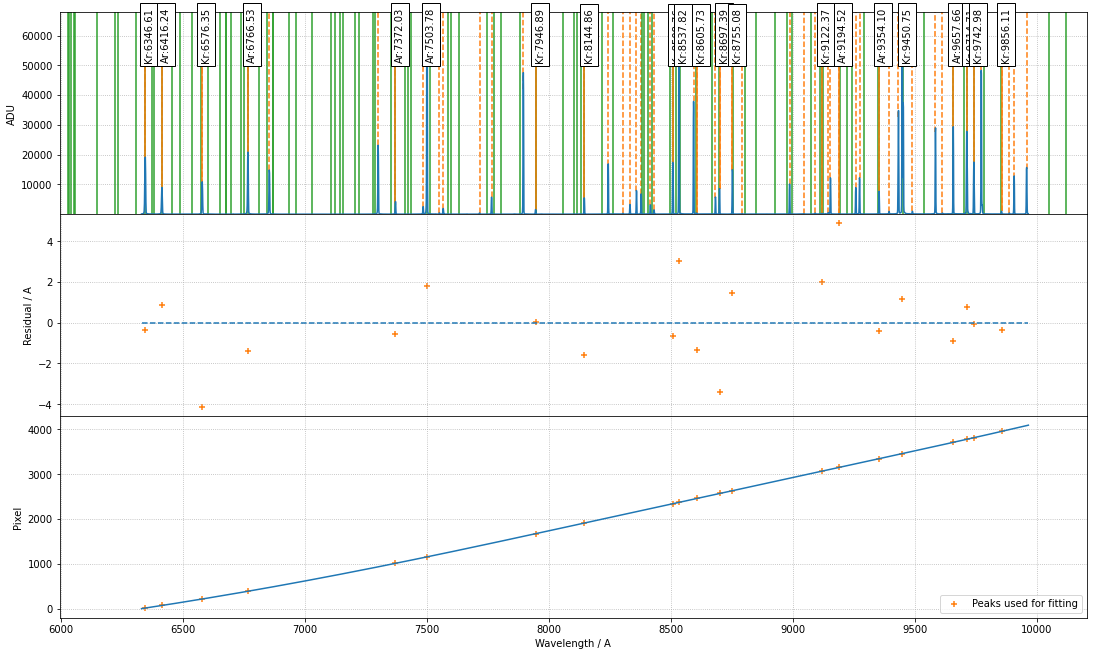 Kr:6346.61
Ar:6416.24
Kr:6576.35
Ar:6766.53
Ar:7372.03
Ar:7503.78
Kr:7946.89
Kr:8144.86
Kr:8537.82
Kr:8605.73
Kr:8697.39
Kr:8755.08
Kr:9122.37
Ar:9194.52
Ar:9354.10
Kr:9450.75
Ar:9657.66
Kr:9742.98
Kr:9856.11
ADU
60000
50000
40000
30000
20000
10000
Residual / A
4
2
0
−2
−4
Pixel
4000
3000
2000
1000
0
Peaks used for fitting
6000 6500 7000 7500 8000 8500 9000 9500 10000
Wavelength / A